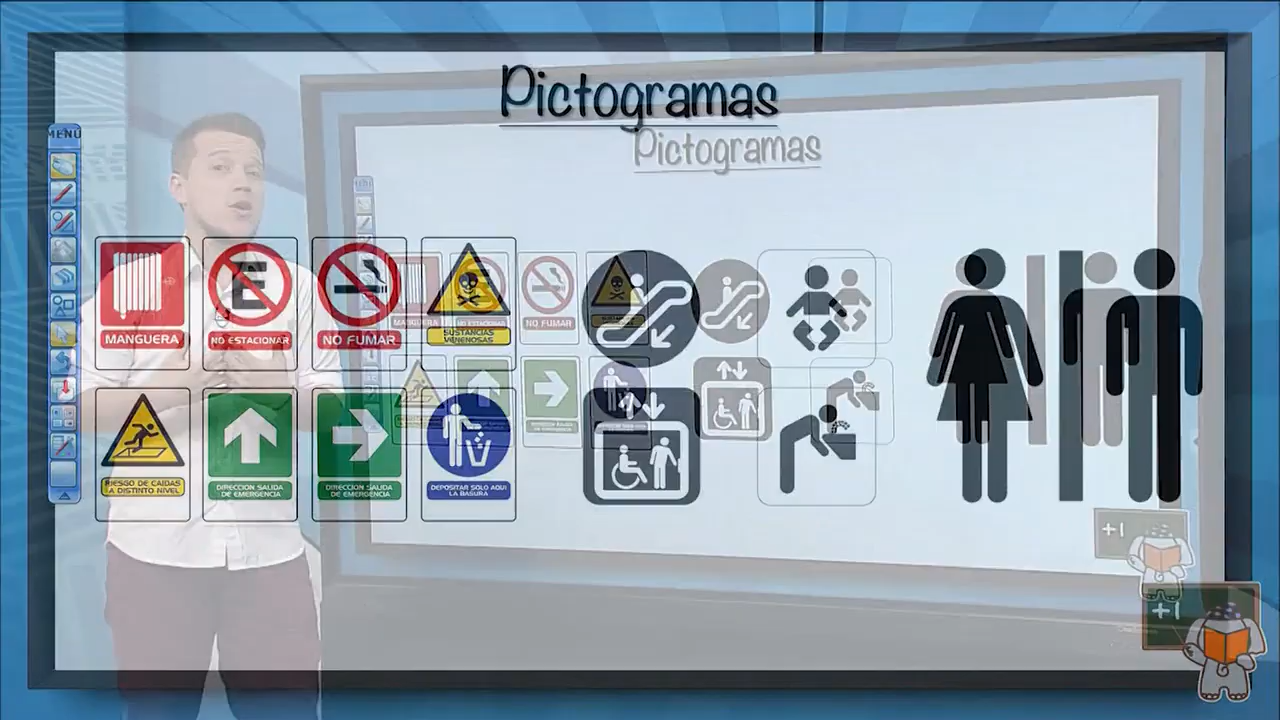 Pictogramas
Pictogramas
MENÚ
MANGUERA
E
NO ESTACIONAR
NO FUMAR
SUSTANCIAS
VENENOSAS
NO FUMAR
RIESGO DE CAIDAS
A DISTINTO NIVEL
DIRECCION SALIDA
DE EMERGENCIA
DIRECCION SALIDA
DE EMERGENCIA
DEPOSITAR SOLO AQUI
LA BASURA
+1
+1